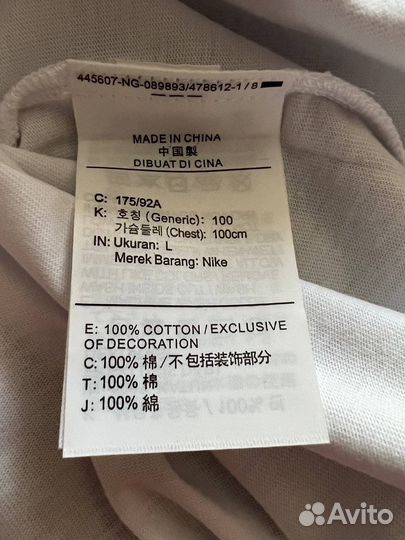 445607-NG-089893/478612-1 / 8
MADE IN CHINA
中国製
DIBUAT DI CINA
C: 175/92A
K: 호칭 (Generic): 100
가슴둘레 (Chest): 100cm
IN: Ukuran: L
Merek Barang: Nike
E: 100% COTTON / EXCLUSIVE
OF DECORATION
C: 100% 棉 / 不包括装饰部分
T: 100% 棉
J: 100% 綿
Avito